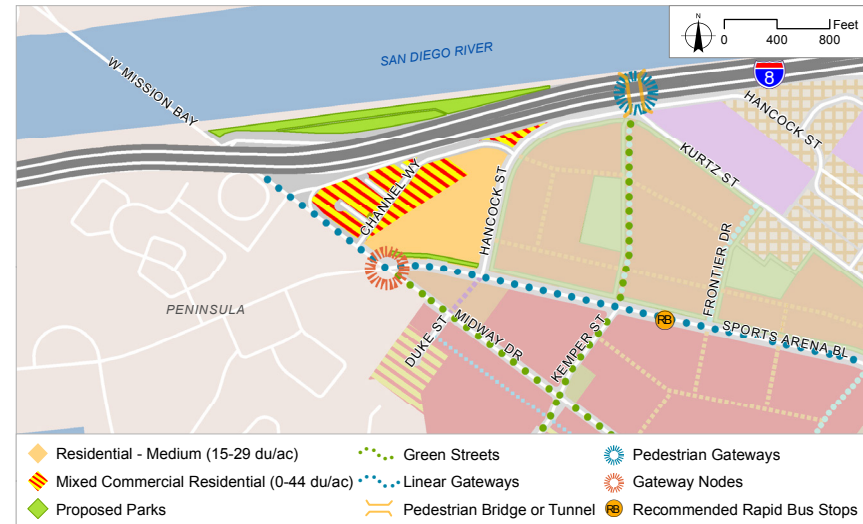 N
Feet
0 400 800
SAN DIEGO RIVER
8
W MISSION BAY
HANCOCK ST
KURTZ ST
CHANNEL WY
HANCOCK ST
FRONTIER DR
PENINSULA
DUKE ST
MIDWAY DR
KEMPER ST
RB
SPORTS ARENA BL
Residential - Medium (15-29 du/ac)
Mixed Commercial Residential (0-44 du/ac)
Proposed Parks
Green Streets
Linear Gateways
Pedestrian Bridge or Tunnel
Pedestrian Gateways
Gateway Nodes
RB Recommended Rapid Bus Stops